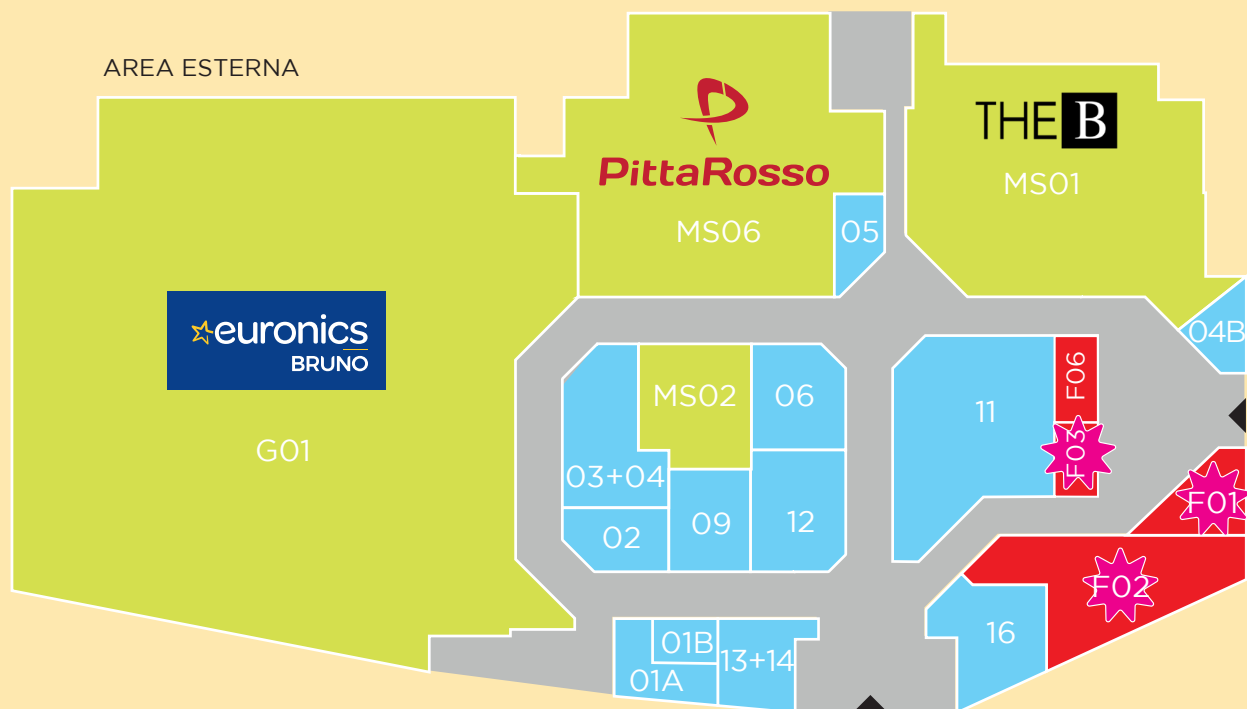 AREA ESTERNA
PittaRosso
MS06
THE B
MS01
05
euronics
BRUNO
G01
04B
MS02
06
11
F06
F03
03+04
02
09
12
F01
F02
16
01B
01A
13+14